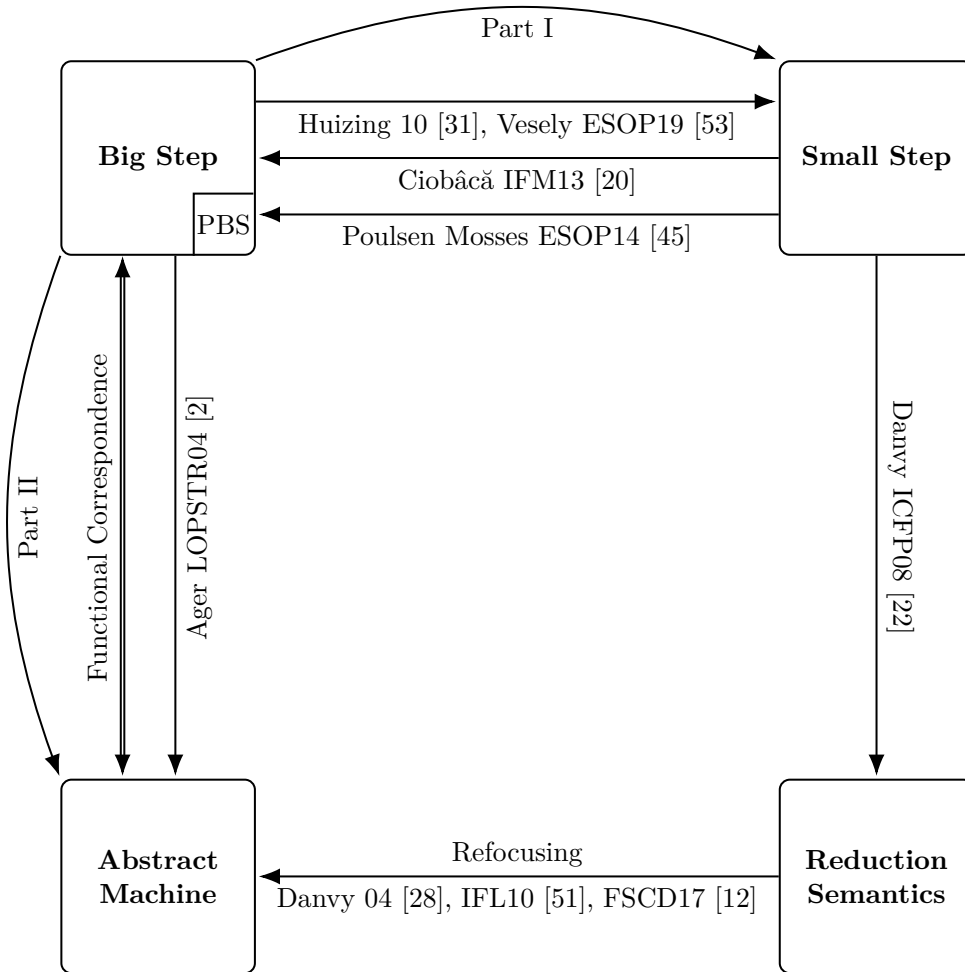 Part I
Huizing 10 [31], Vesely ESOP19 [53]
Big Step
Small Step
Ciobâcă IFM13 [20]
PBS
Poulsen Mosses ESOP14 [45]
Part II
Functional Correspondence
Ager LOPSTR04 [2]
Danvy ICFP08 [22]
Abstract
Machine
Refocusing
Danvy 04 [28], IFL10 [51], FSCD17 [12]
Reduction
Semantics